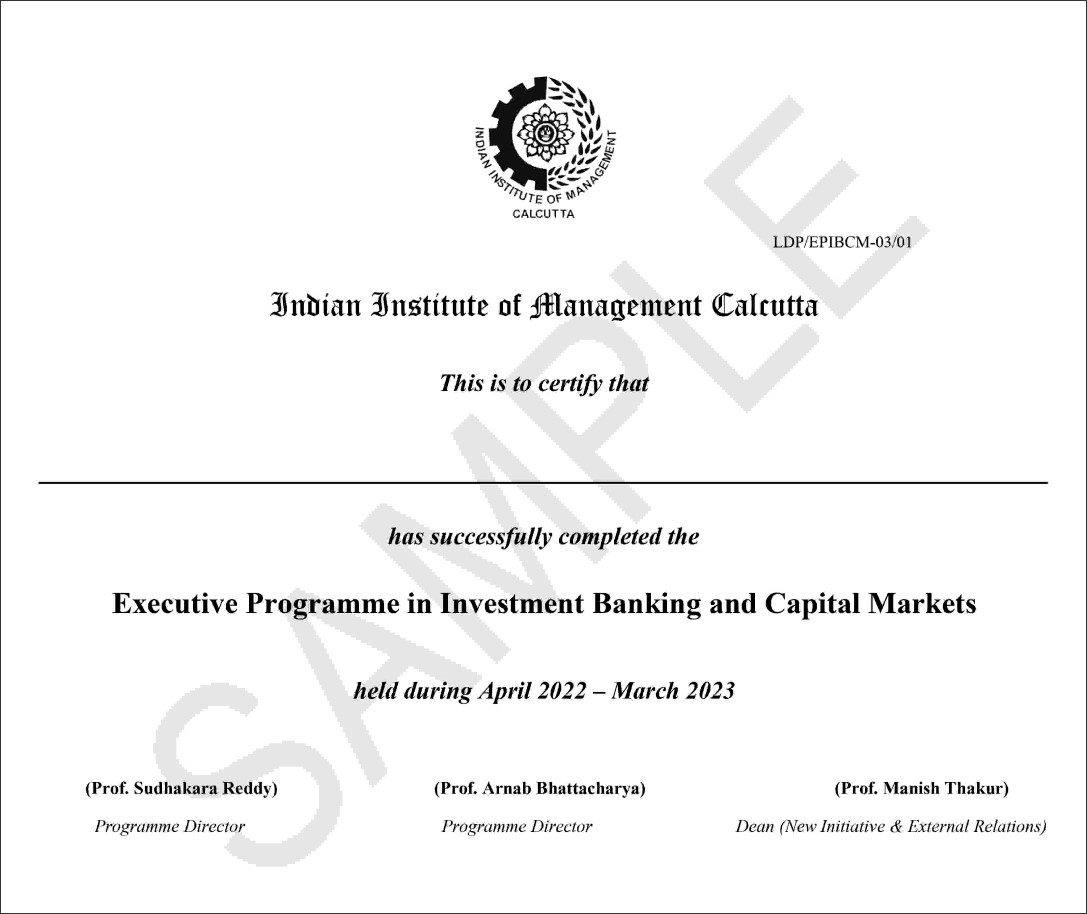 INDIAN INSTITUTE OF MANAGEMENT
CALCUTTA
LDP/EPIBCM-03/01
Indian Institute of Management Calcutta
This is to certify that
has successfully completed the
Executive Programme in Investment Banking and Capital Markets
held during April 2022 – March 2023
(Prof. Sudhakara Reddy) (Prof. Arnab Bhattacharya) (Prof. Manish Thakur)
Programme Director Programme Director Dean (New Initiative & External Relations)
SAMPLE